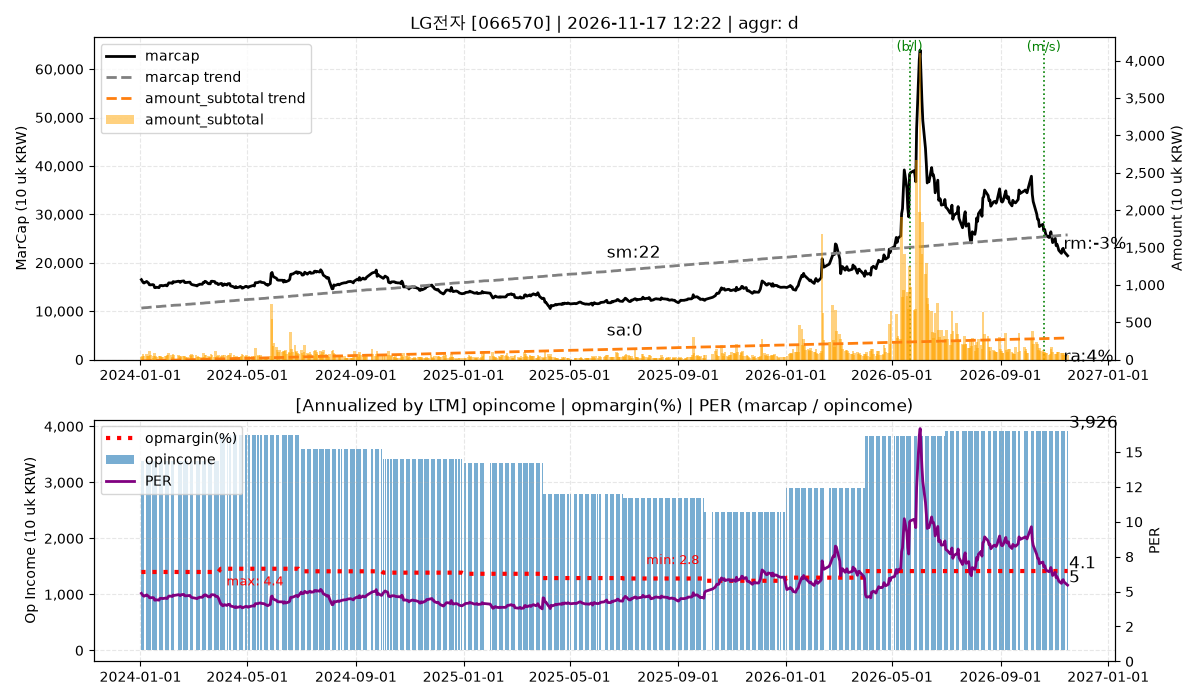 LG전자 [066570] | 2026-11-17 12:22 | aggr: d
marcap
marcap trend
amount_subtotal trend
amount_subtotal
(b/l)
(m/s)
MarCap (10 uk KRW)
60,000
50,000
40,000
30,000
20,000
10,000
0
Amount (10 uk KRW)
4,000
3,500
3,000
2,500
2,000
1,500
1,000
500
0
sm:22
sa:0
rm:-3%
ra:4%
2024-01-01 2024-05-01 2024-09-01 2025-01-01 2025-05-01 2025-09-01 2026-01-01 2026-05-01 2026-09-01 2027-01-01
[Annualized by LTM] opincome | opmargin(%) | PER (marcap / opincome)
opmargin(%)
opincome
PER
Op Income (10 uk KRW)
4,000
3,000
2,000
1,000
0
PER
15
12
10
8
5
2
0
3,926
4.1
5
max: 4.4
min: 2.8
2024-01-01 2024-05-01 2024-09-01 2025-01-01 2025-05-01 2025-09-01 2026-01-01 2026-05-01 2026-09-01 2027-01-01